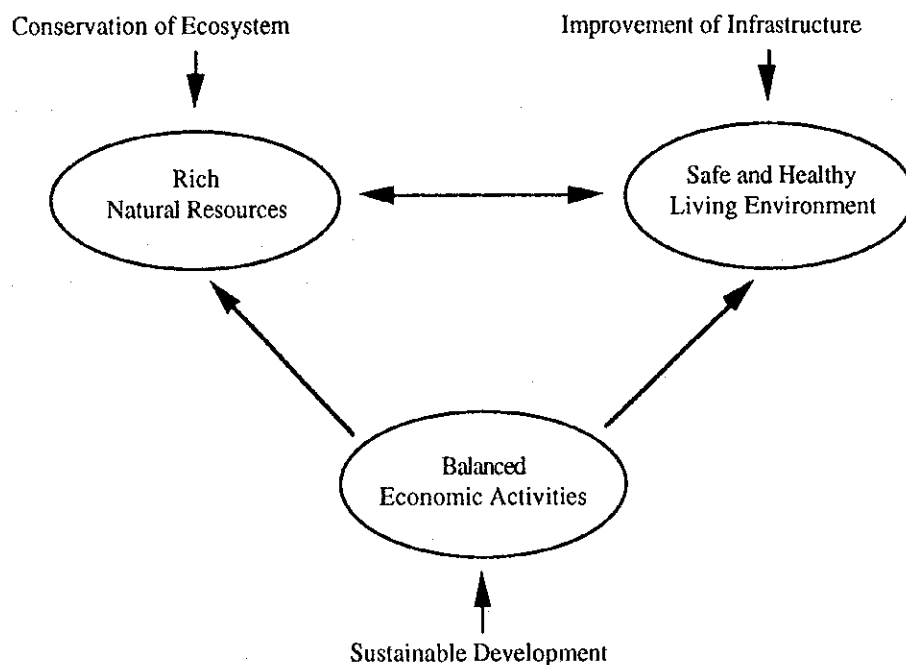 Conservation of Ecosystem
Improvement of Infrastructure
Rich
Natural Resources
Safe and Healthy
Living Environment
Balanced
Economic Activities
Sustainable Development